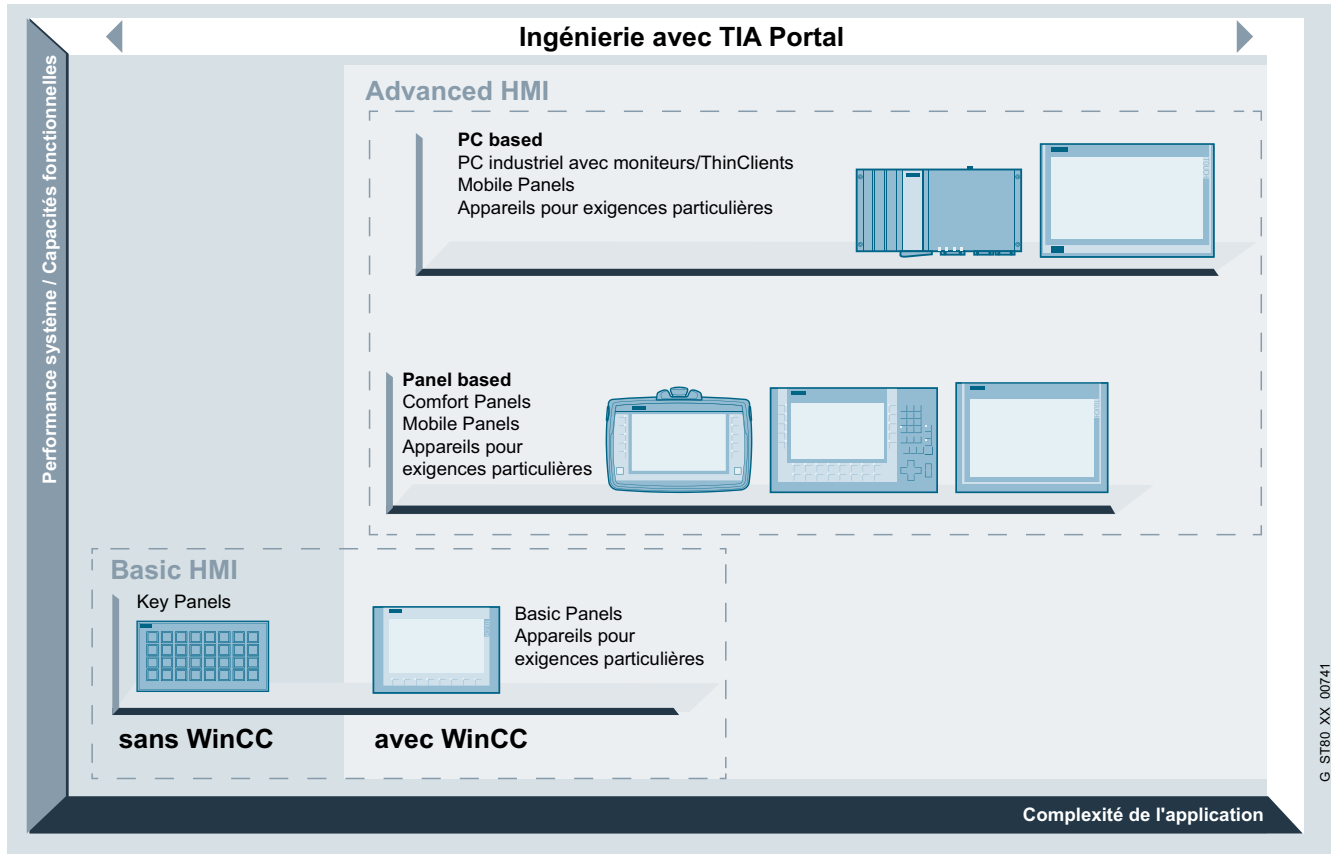 Ingénierie avec TIA Portal
Performance système / Capacités fonctionnelles
Advanced HMI
PC based
PC industriel avec moniteurs/ThinClients
Mobile Panels
Appareils pour exigences particulières
Panel based
Comfort Panels
Mobile Panels
Appareils pour
exigences particulières
Basic HMI
Key Panels
Basic Panels
Appareils pour
exigences particulières
sans WinCC
avec WinCC
Complexité de l'application
G_ST80_XX_00741